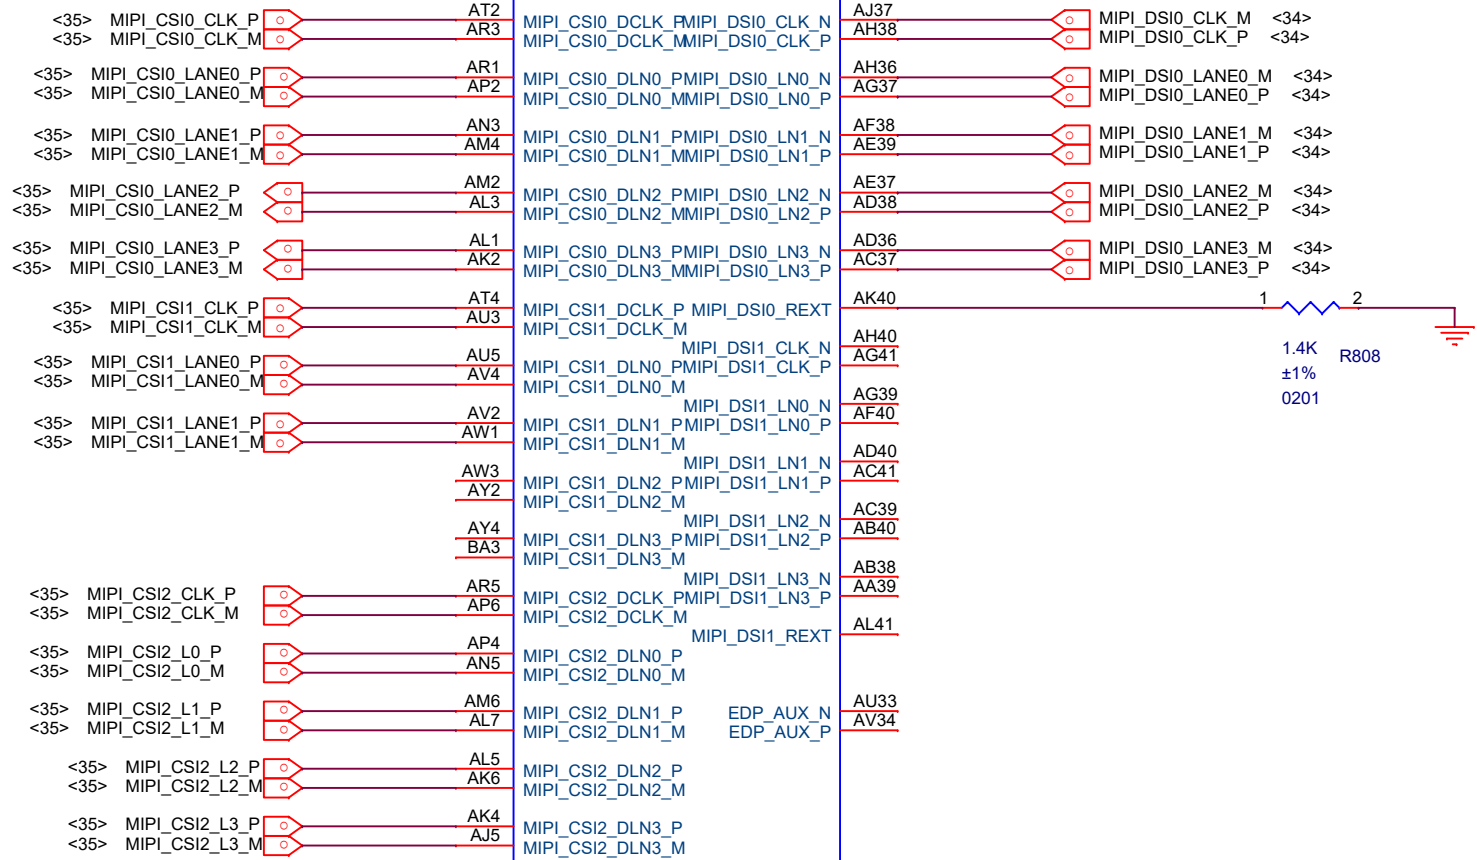 <35> MIPI_CSI0_CLK_P AT2 MIPI_CSI0_DCLK_P MIPI_DSI0_CLK_N AJ37 MIPI_DSI0_CLK_M <34>
<35> MIPI_CSI0_CLK_M AR3 MIPI_CSI0_DCLK_M MIPI_DSI0_CLK_P AH38 MIPI_DSI0_CLK_P <34>
<35> MIPI_CSI0_LANE0_P AR1 MIPI_CSI0_DLN0_P MIPI_DSI0_LN0_N AH36 MIPI_DSI0_LANE0_M <34>
<35> MIPI_CSI0_LANE0_M AP2 MIPI_CSI0_DLN0_M MIPI_DSI0_LN0_P AG37 MIPI_DSI0_LANE0_P <34>
<35> MIPI_CSI0_LANE1_P AN3 MIPI_CSI0_DLN1_P MIPI_DSI0_LN1_N AF38 MIPI_DSI0_LANE1_M <34>
<35> MIPI_CSI0_LANE1_M AM4 MIPI_CSI0_DLN1_M MIPI_DSI0_LN1_P AE39 MIPI_DSI0_LANE1_P <34>
<35> MIPI_CSI0_LANE2_P AM2 MIPI_CSI0_DLN2_P MIPI_DSI0_LN2_N AE37 MIPI_DSI0_LANE2_M <34>
<35> MIPI_CSI0_LANE2_M AL3 MIPI_CSI0_DLN2_M MIPI_DSI0_LN2_P AD38 MIPI_DSI0_LANE2_P <34>
<35> MIPI_CSI0_LANE3_P AL1 MIPI_CSI0_DLN3_P MIPI_DSI0_LN3_N AD36 MIPI_DSI0_LANE3_M <34>
<35> MIPI_CSI0_LANE3_M AK2 MIPI_CSI0_DLN3_M MIPI_DSI0_LN3_P AC37 MIPI_DSI0_LANE3_P <34>
<35> MIPI_CSI1_CLK_P AT4 MIPI_CSI1_DCLK_P MIPI_DSI0_REXT AK40 1 2
<35> MIPI_CSI1_CLK_M AU3 MIPI_CSI1_DCLK_M
MIPI_DSI1_CLK_N AH40 1.4K R808
<35> MIPI_CSI1_LANE0_P AU5 MIPI_CSI1_DLN0_P MIPI_DSI1_CLK_P AG41 ±1%
<35> MIPI_CSI1_LANE0_M AV4 MIPI_CSI1_DLN0_M
MIPI_DSI1_LN0_N AG39 0201
<35> MIPI_CSI1_LANE1_P AV2 MIPI_CSI1_DLN1_P MIPI_DSI1_LN0_P AF40
<35> MIPI_CSI1_LANE1_M AW1 MIPI_CSI1_DLN1_M
MIPI_DSI1_LN1_N AD40
AW3 MIPI_CSI1_DLN2_P MIPI_DSI1_LN1_P AC41
AY2 MIPI_CSI1_DLN2_M
MIPI_DSI1_LN2_N AC39
AY4 MIPI_CSI1_DLN3_P MIPI_DSI1_LN2_P AB40
BA3 MIPI_CSI1_DLN3_M
MIPI_DSI1_LN3_N AB38
<35> MIPI_CSI2_CLK_P AR5 MIPI_CSI2_DCLK_P MIPI_DSI1_LN3_P AA39
<35> MIPI_CSI2_CLK_M AP6 MIPI_CSI2_DCLK_M
MIPI_DSI1_REXT AL41
<35> MIPI_CSI2_L0_P AP4 MIPI_CSI2_DLN0_P
<35> MIPI_CSI2_L0_M AN5 MIPI_CSI2_DLN0_M
<35> MIPI_CSI2_L1_P AM6 MIPI_CSI2_DLN1_P EDP_AUX_N AU33
<35> MIPI_CSI2_L1_M AL7 MIPI_CSI2_DLN1_M EDP_AUX_P AV34
<35> MIPI_CSI2_L2_P AL5 MIPI_CSI2_DLN2_P
<35> MIPI_CSI2_L2_M AK6 MIPI_CSI2_DLN2_M
<35> MIPI_CSI2_L3_P AK4 MIPI_CSI2_DLN3_P
<35> MIPI_CSI2_L3_M AJ5 MIPI_CSI2_DLN3_M